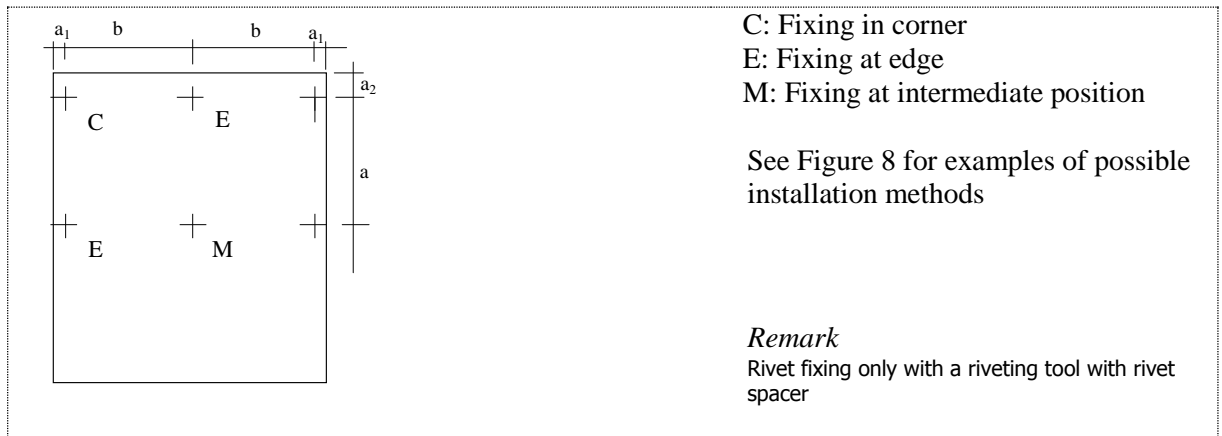 a₁ b b a₁
a₂
C E
a
E M
C: Fixing in corner
E: Fixing at edge
M: Fixing at intermediate position
See Figure 8 for examples of possible
installation methods
Remark
Rivet fixing only with a riveting tool with rivet
spacer